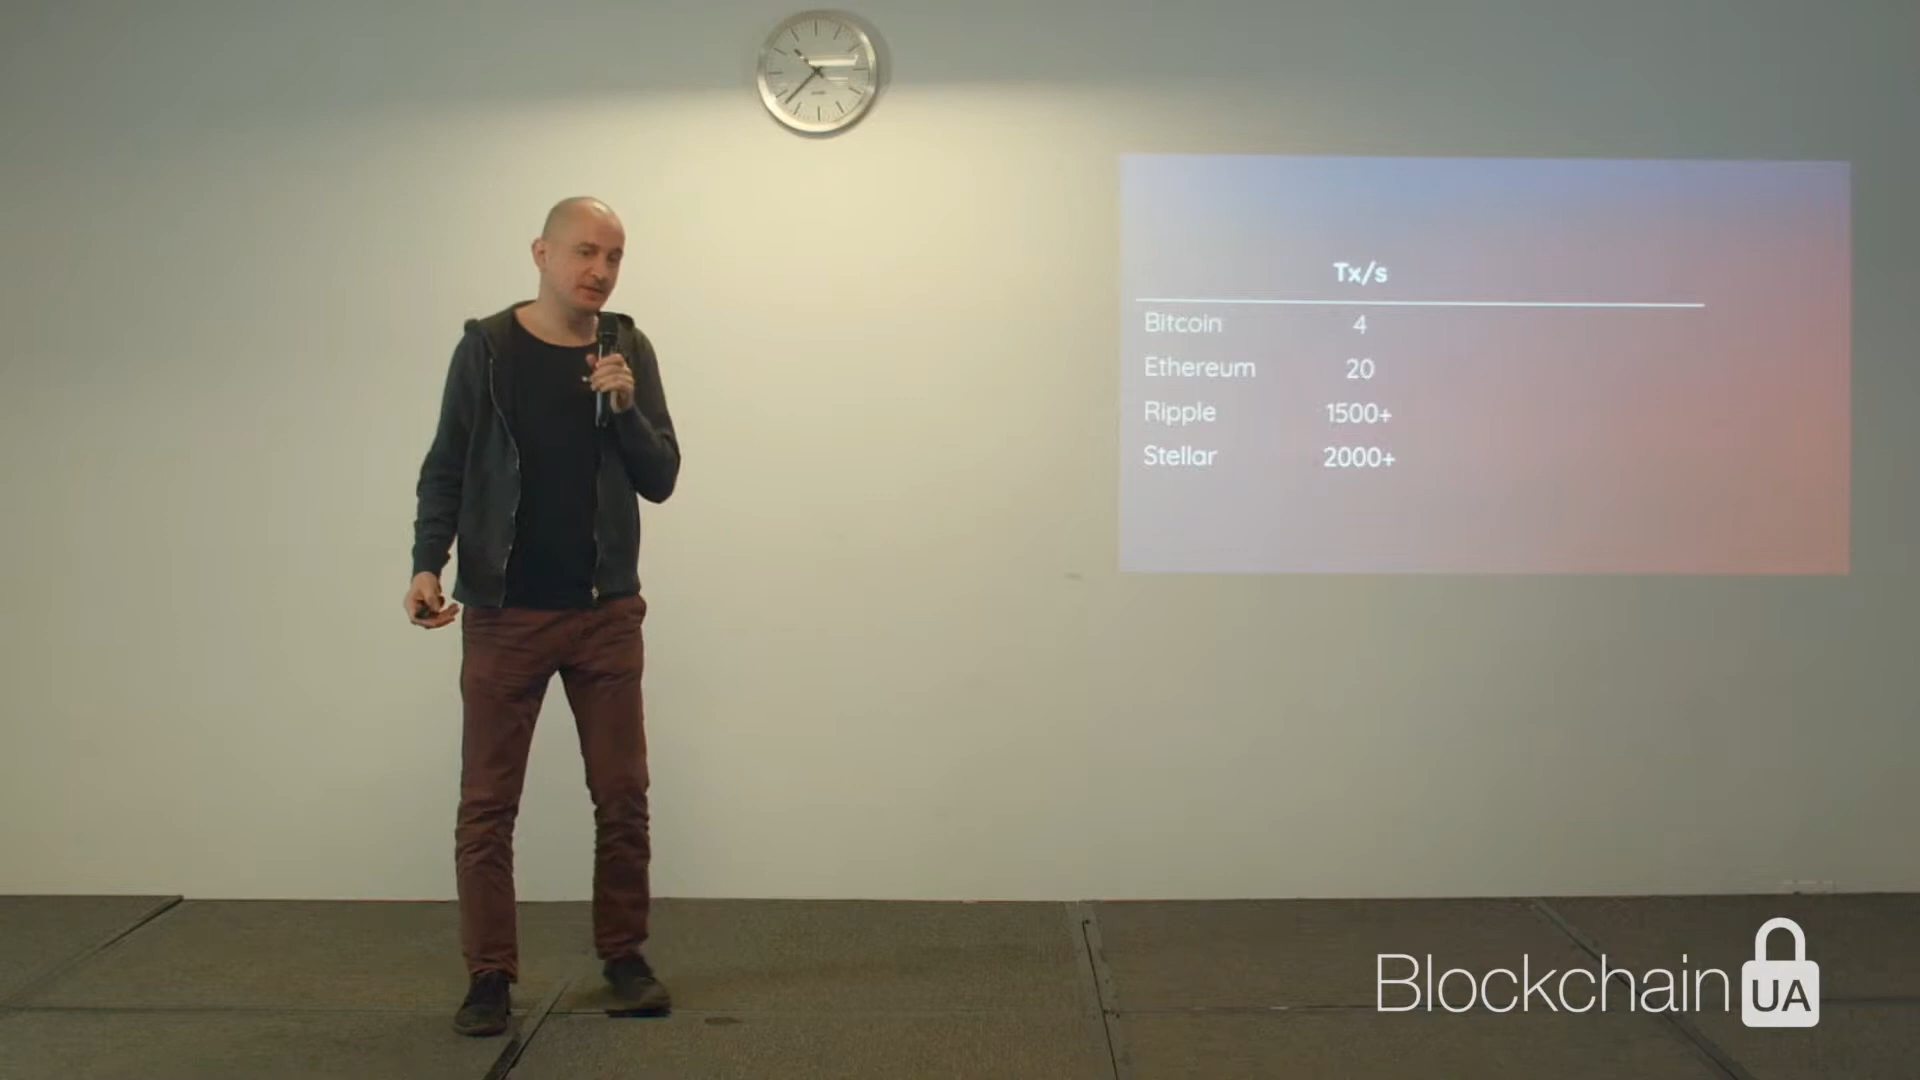 Tx/s
Bitcoin 4
Ethereum 20
Ripple 1500+
Stellar 2000+
Blockchain UA